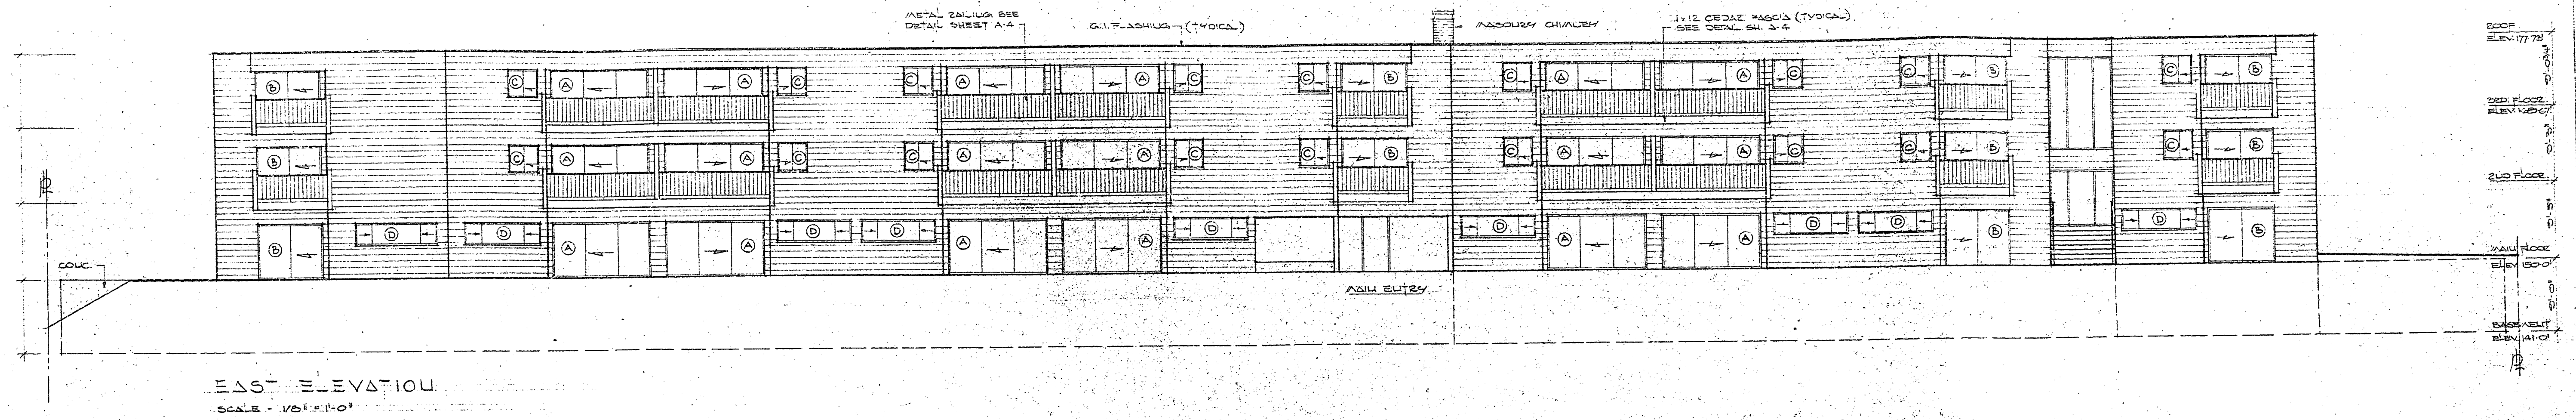 METAL RAILING SEE
DETAIL SHEET A-4
G.I. FLASHING (TYPICAL)
MASONRY CHIMNEY
1x12 CEDAR FASCIA (TYPICAL)
SEE DETAIL SH. A-4
ROOF
B A A C C A A C C B C A A C C B C B
3RD FLOOR
C C
B A A C C A A C C B C A A C C B C B
2ND FLOOR
B D D A A D D A A D D A A D D B D B
CONC.
MAIN FLOOR
ELEV. 150.0'
MAIN ENTRY
BASEMENT
ELEV. 141.0'
EAST ELEVATION
SCALE - 1/8" = 1'-0"